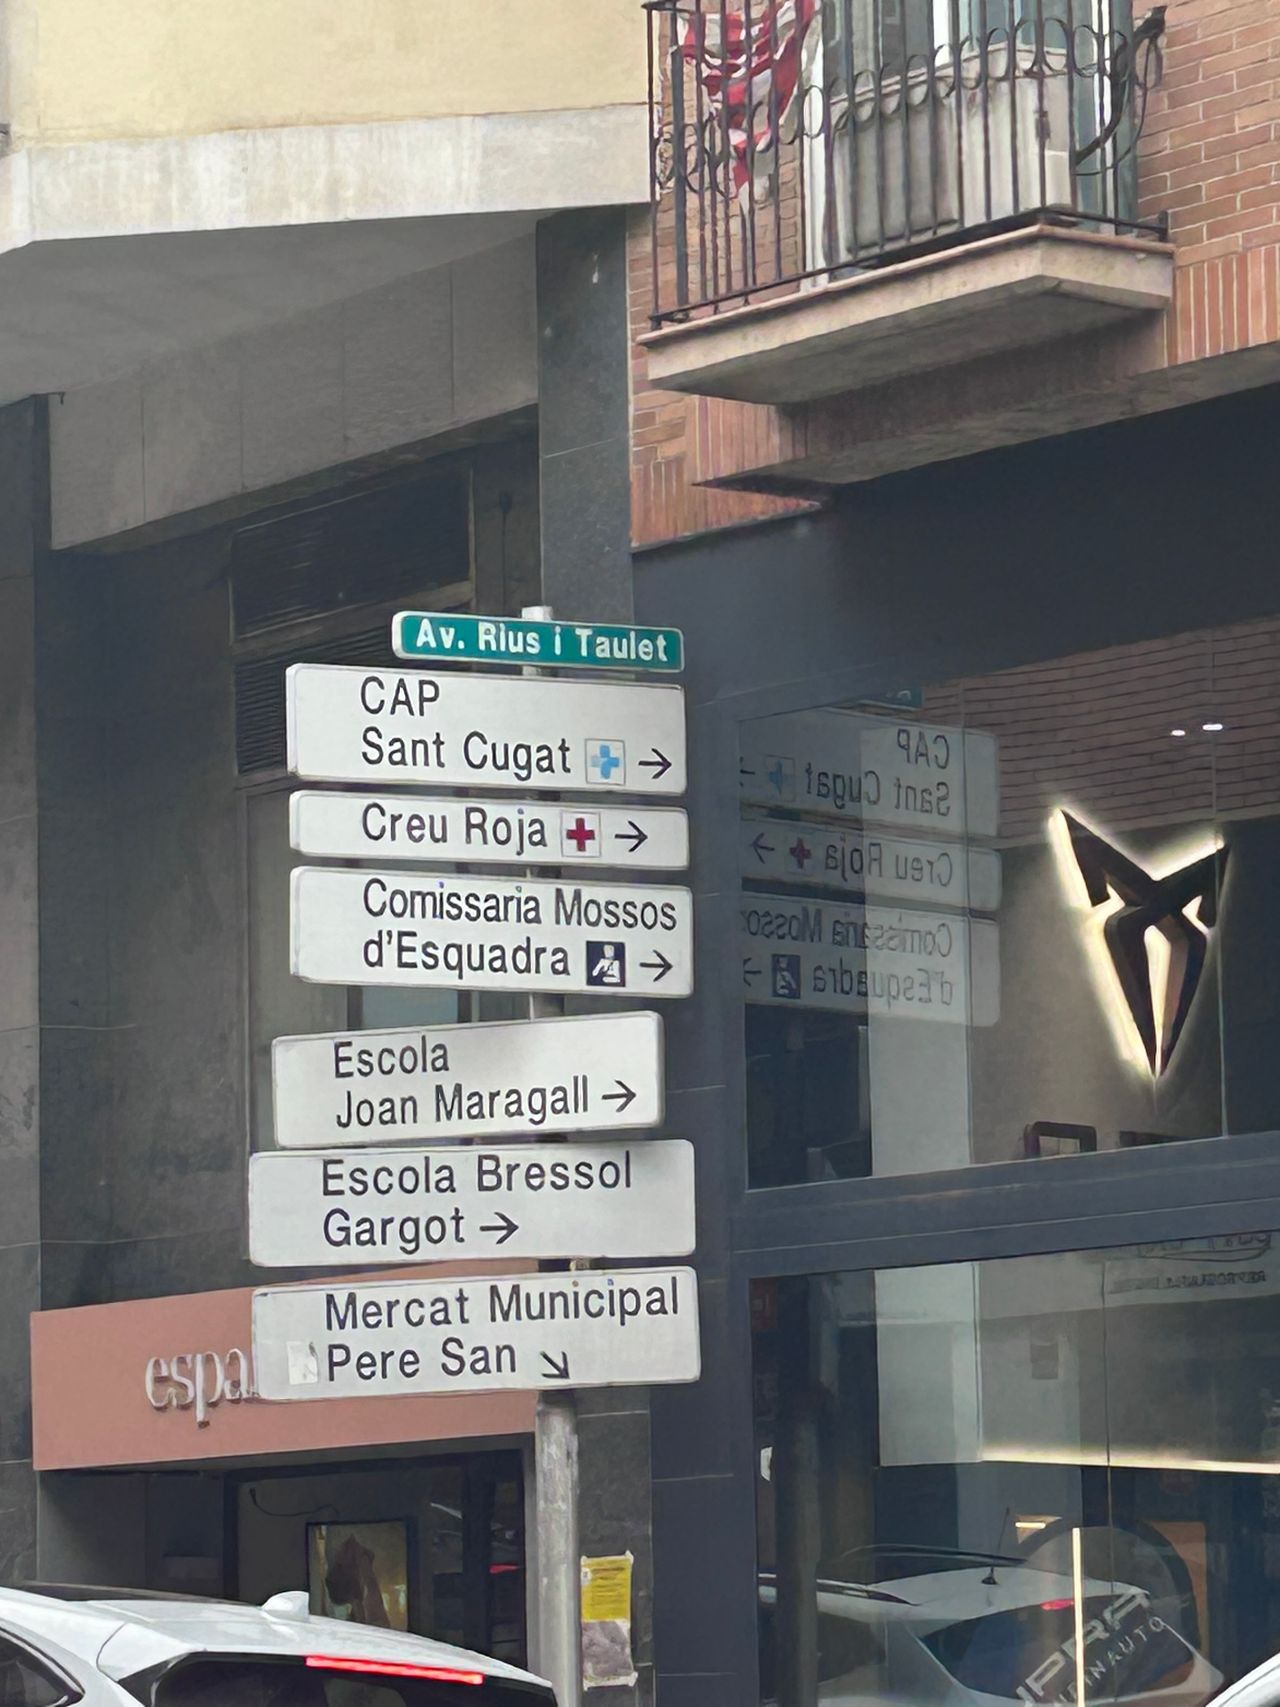 Av. Rius i Taulet
CAP
Sant Cugat
Creu Roja
Comissaria Mossos
d'Esquadra
Escola
Joan Maragall
Escola Bressol
Gargot
Mercat Municipal
Pere San
espai